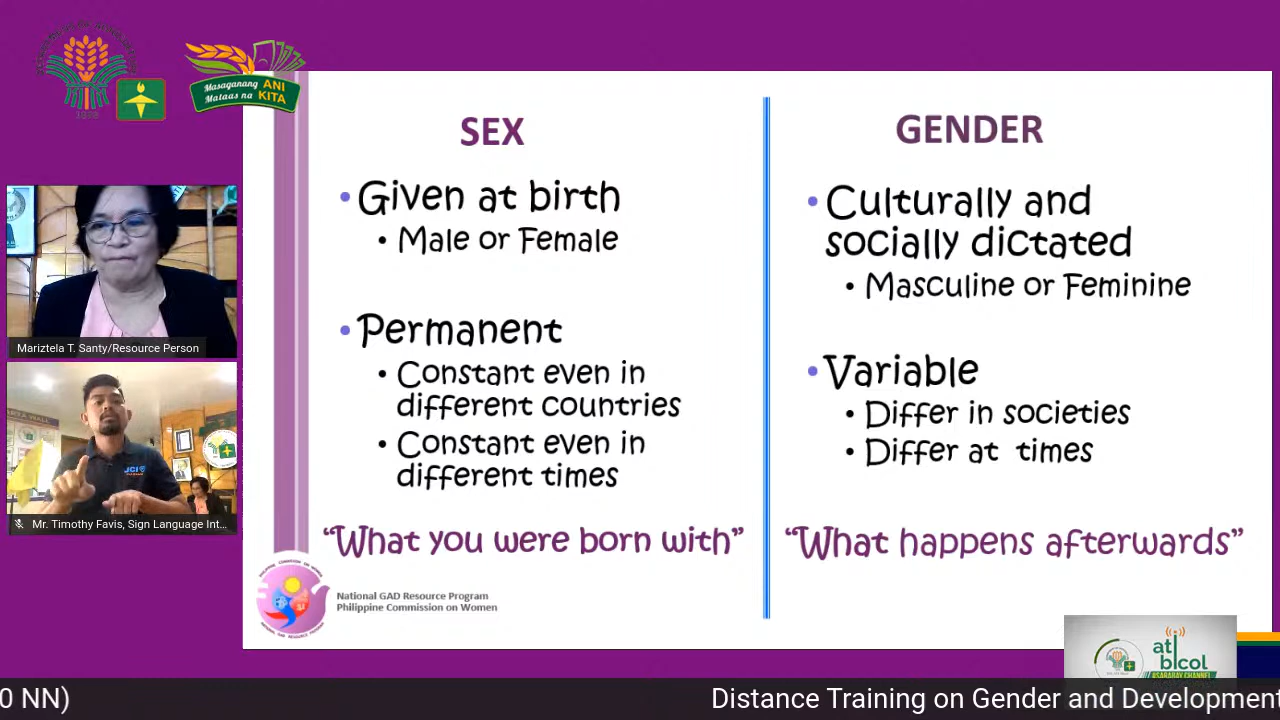 Masaganang ANI
Mataas na KITA
SEX
• Given at birth
• Male or Female
• Permanent
• Constant even in
different countries
• Constant even in
different times
“What you were born with”
GENDER
• Culturally and
socially dictated
• Masculine or Feminine
• Variable
• Differ in societies
• Differ at times
“What happens afterwards”
Mariztela T. Santy/Resource Person
JCI
Mr. Timothy Favis, Sign Language Int...
National GAD Resource Program
Philippine Commission on Women
ati
bicol
0 NN)
Distance Training on Gender and Development